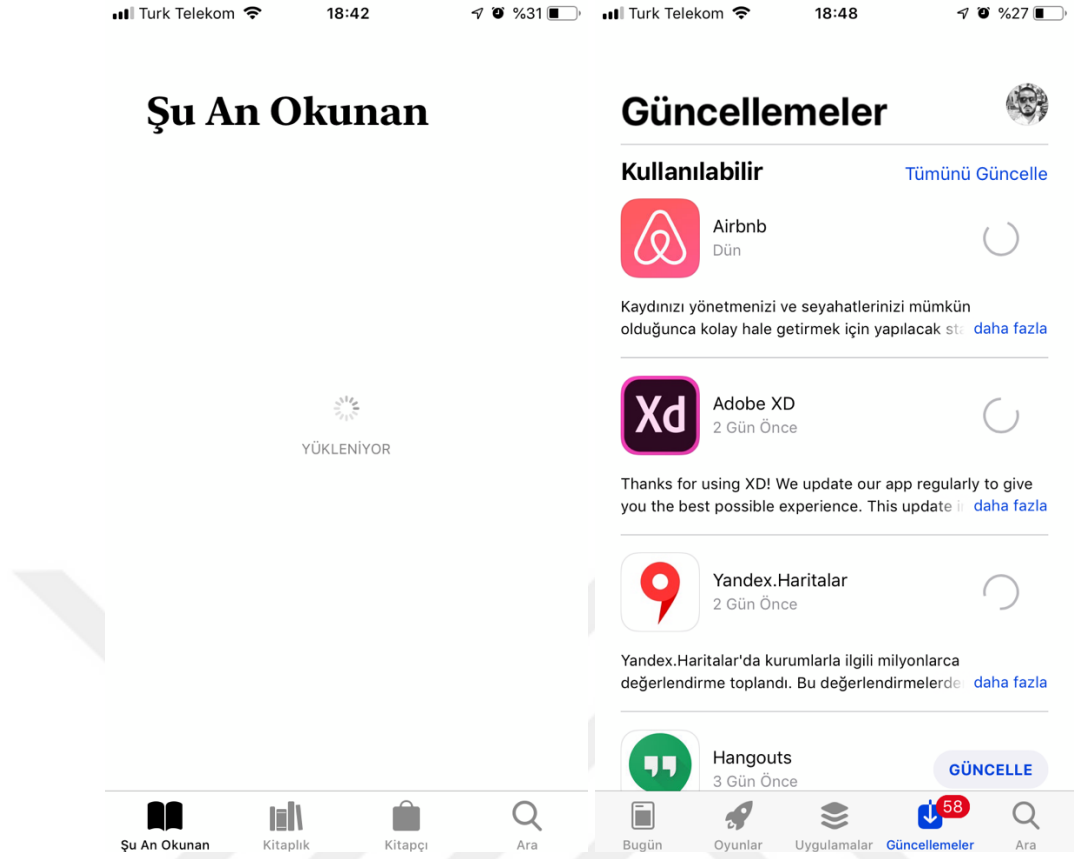 Turk Telekom 18:42 %31
Şu An Okunan
YÜKLENİYOR
Şu An Okunan Kitaplık Kitapçı Ara
Turk Telekom 18:48 %27
Güncellemeler
Kullanılabilir Tümünü Güncelle
Airbnb
Dün
Kaydınızı yönetmenizi ve seyahatlerinizi mümkün
olduğunca kolay hale getirmek için yapılacak daha fazla
Xd
Adobe XD
2 Gün Önce
Thanks for using XD! We update our app regularly to give
you the best possible experience. This update daha fazla
Yandex.Haritalar
2 Gün Önce
Yandex.Haritalar'da kurumlarla ilgili milyonlarca
değerlendirme toplandı. Bu daha fazla
Hangouts
3 Gün Önce
GÜNCELLE
58
Bugün Oyunlar Uygulamalar Güncellemeler Ara